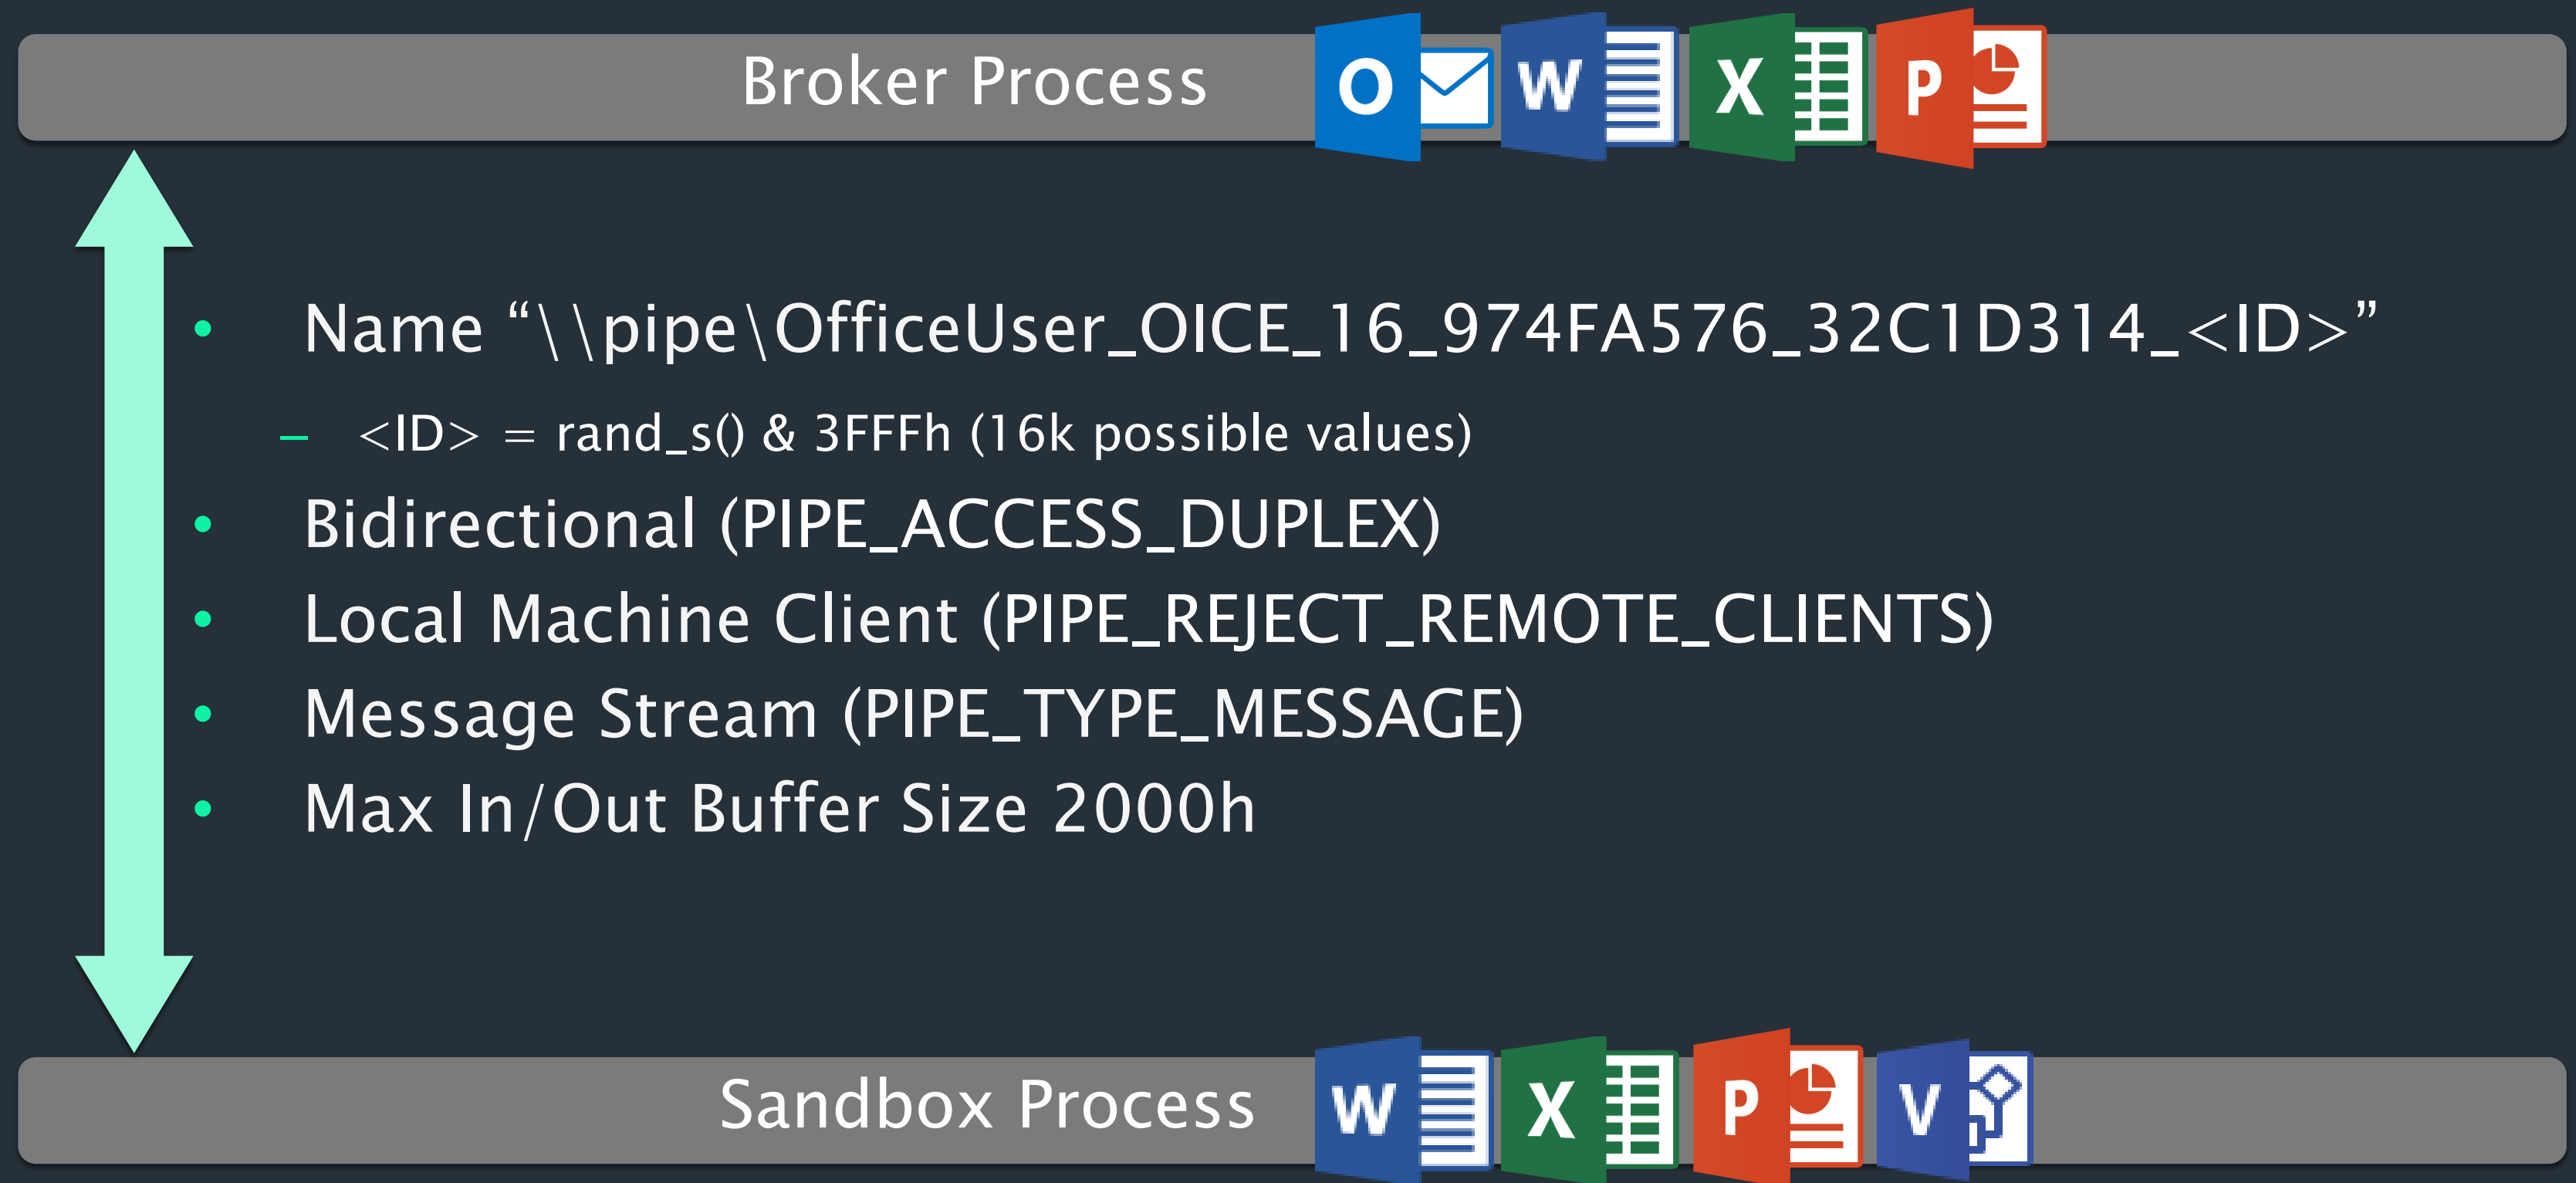 Broker Process
O W X P
• Name “\\pipe\OfficeUser_OICE_16_974FA576_32C1D314_<ID>”
– <ID> = rand_s() & 3FFFh (16k possible values)
• Bidirectional (PIPE_ACCESS_DUPLEX)
• Local Machine Client (PIPE_REJECT_REMOTE_CLIENTS)
• Message Stream (PIPE_TYPE_MESSAGE)
• Max In/Out Buffer Size 2000h
Sandbox Process
W X P V